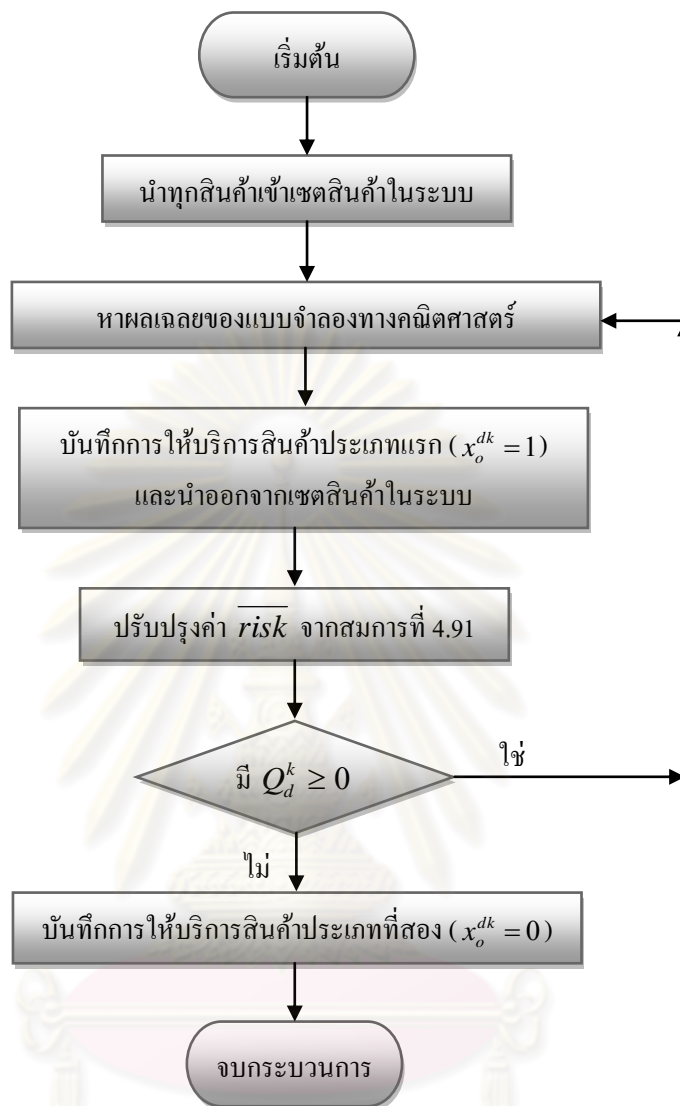 เริ่มต้น
นำทุกสินค้าเข้าเซตสินค้าในระบบ
หาผลเฉลยของแบบจำลองทางคณิตศาสตร์
บันทึกการให้บริการสินค้าประเภทแรก ( $x_o^{dk} = 1$ )
และนำออกจากเซตสินค้าในระบบ
ปรับปรุงค่า $\overline{risk}$ จากสมการที่ 4.91
มี $Q_d^k \geq 0$
ใช่
ไม่
บันทึกการให้บริการสินค้าประเภทที่สอง ( $x_o^{dk} = 0$ )
จบกระบวนการ